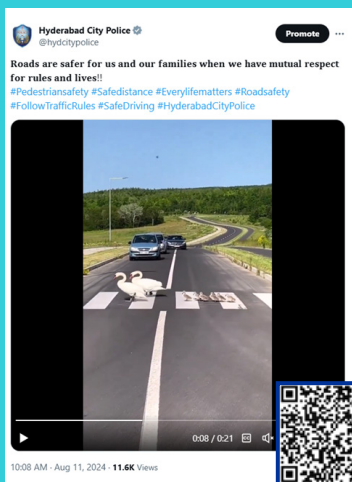 Hyderabad City Police
@hydcitypolice
Promote
Roads are safer for us and our families when we have mutual respect
for rules and lives!!
#Pedestriansafety #Safedistance #Everylifematters #Roadsafety
#FollowTrafficRules #SafeDriving #HyderabadCityPolice
0:08 / 0:21
10:08 AM · Aug 11, 2024 · 11.6K Views